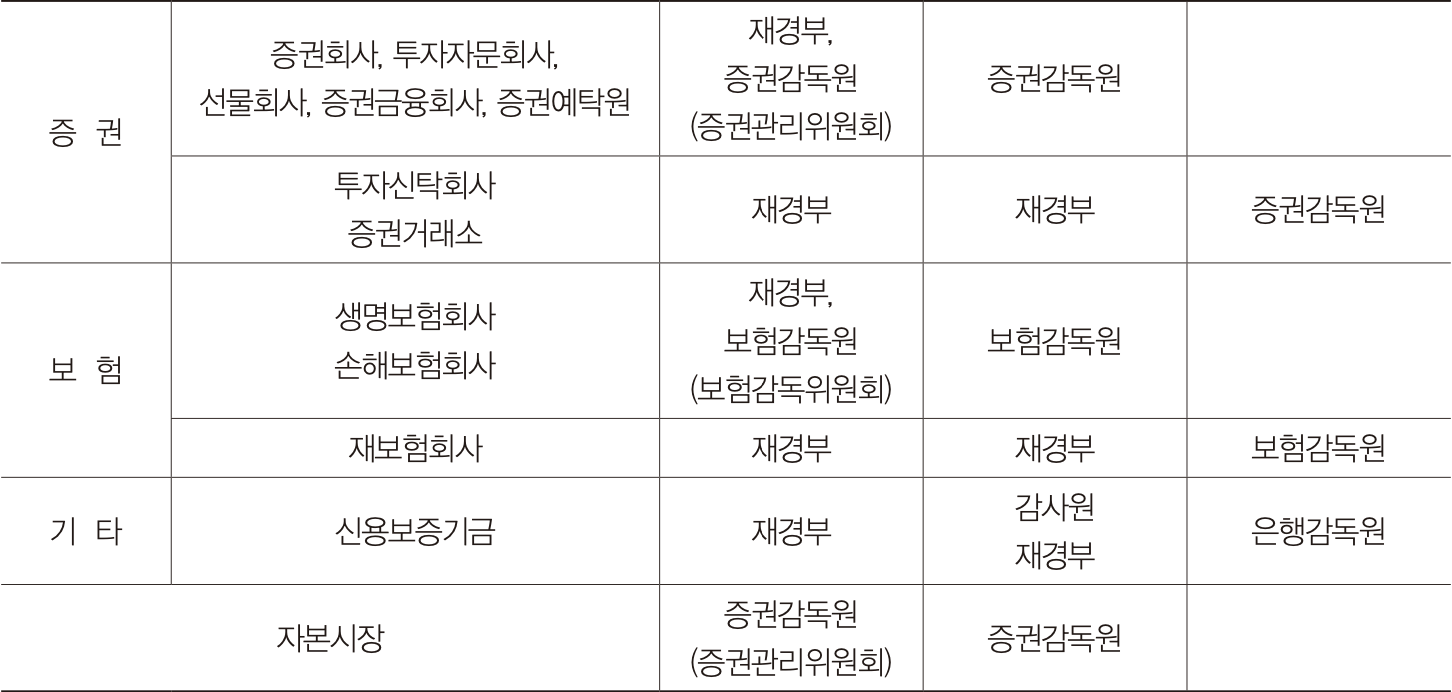 증 권
증권회사, 투자자문회사,
선물회사, 증권금융회사, 증권예탁원
재경부,
증권감독원
(증권관리위원회)
증권감독원
투자신탁회사
증권거래소
재경부
재경부
증권감독원
보 험
생명보험회사
손해보험회사
재경부,
보험감독원
(보험감독위원회)
보험감독원
재보험회사
재경부
재경부
보험감독원
기 타
신용보증기금
재경부
감사원
재경부
은행감독원
자본시장
증권감독원
(증권관리위원회)
증권감독원